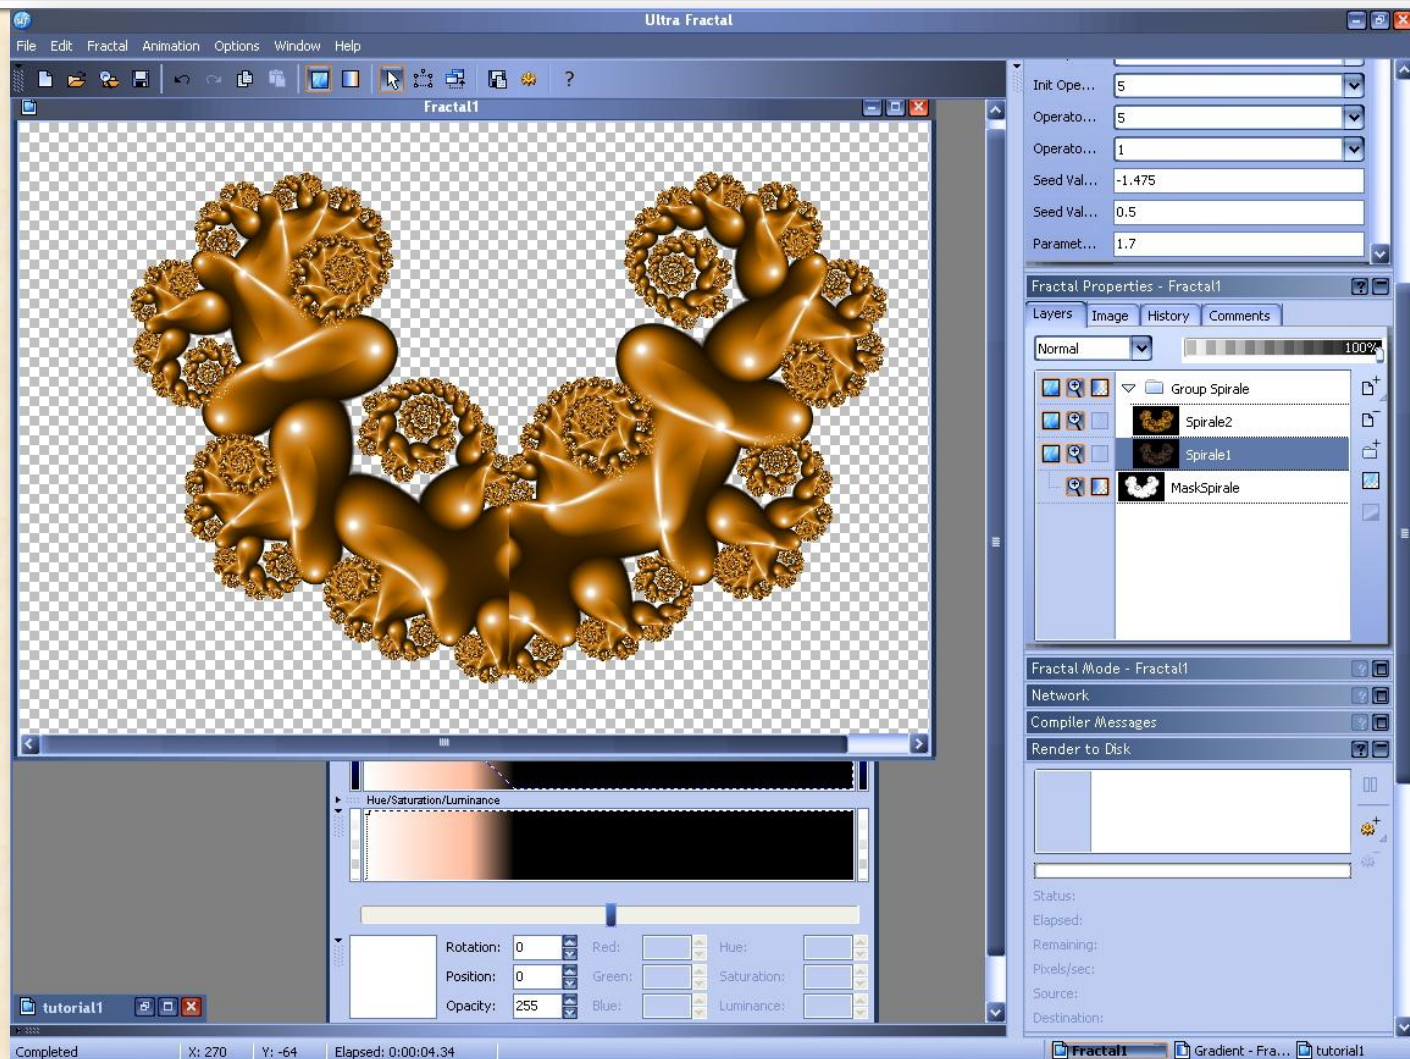 Ultra Fractal
File Edit Fractal Animation Options Window Help
Fractal1
Init Ope... 5
Operato... 5
Operato... 1
Seed Val... -1.475
Seed Val... 0.5
Paramet... 1.7
Fractal Properties - Fractal1
Layers Image History Comments
Normal 100%
Group Spirale
Spirale2
Spirale1
MaskSpirale
Fractal Mode - Fractal1
Network
Compiler Messages
Render to Disk
Status:
Elapsed:
Remaining:
Pixels/sec:
Source:
Destination:
Hue/Saturation/Luminance
Rotation: 0 Red: Hue:
Position: 0 Green: Saturation:
Opacity: 255 Blue: Luminance:
tutorial1
Completed X: 270 Y: -64 Elapsed: 0:00:04.34
Fractal1 Gradient - Fra... tutorial1